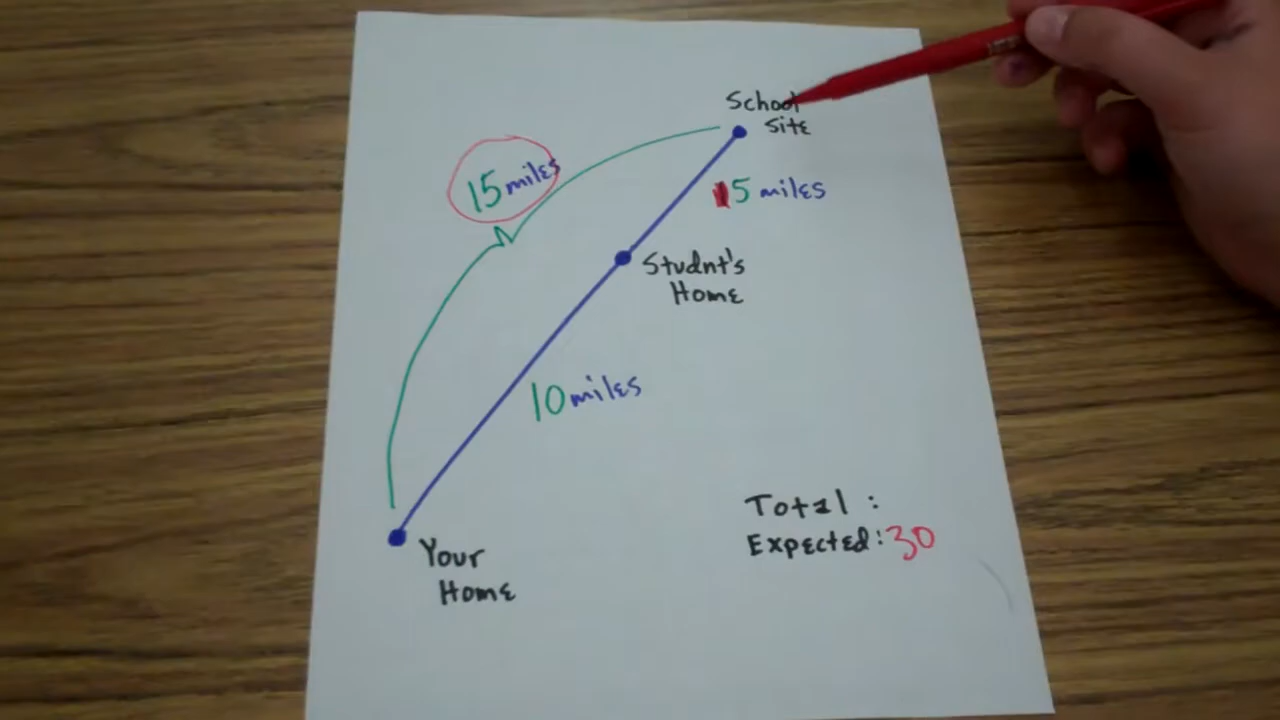 School
Site
15 miles
5 miles
Studnt's
Home
10 miles
Total :
Expected: 30
Your
Home